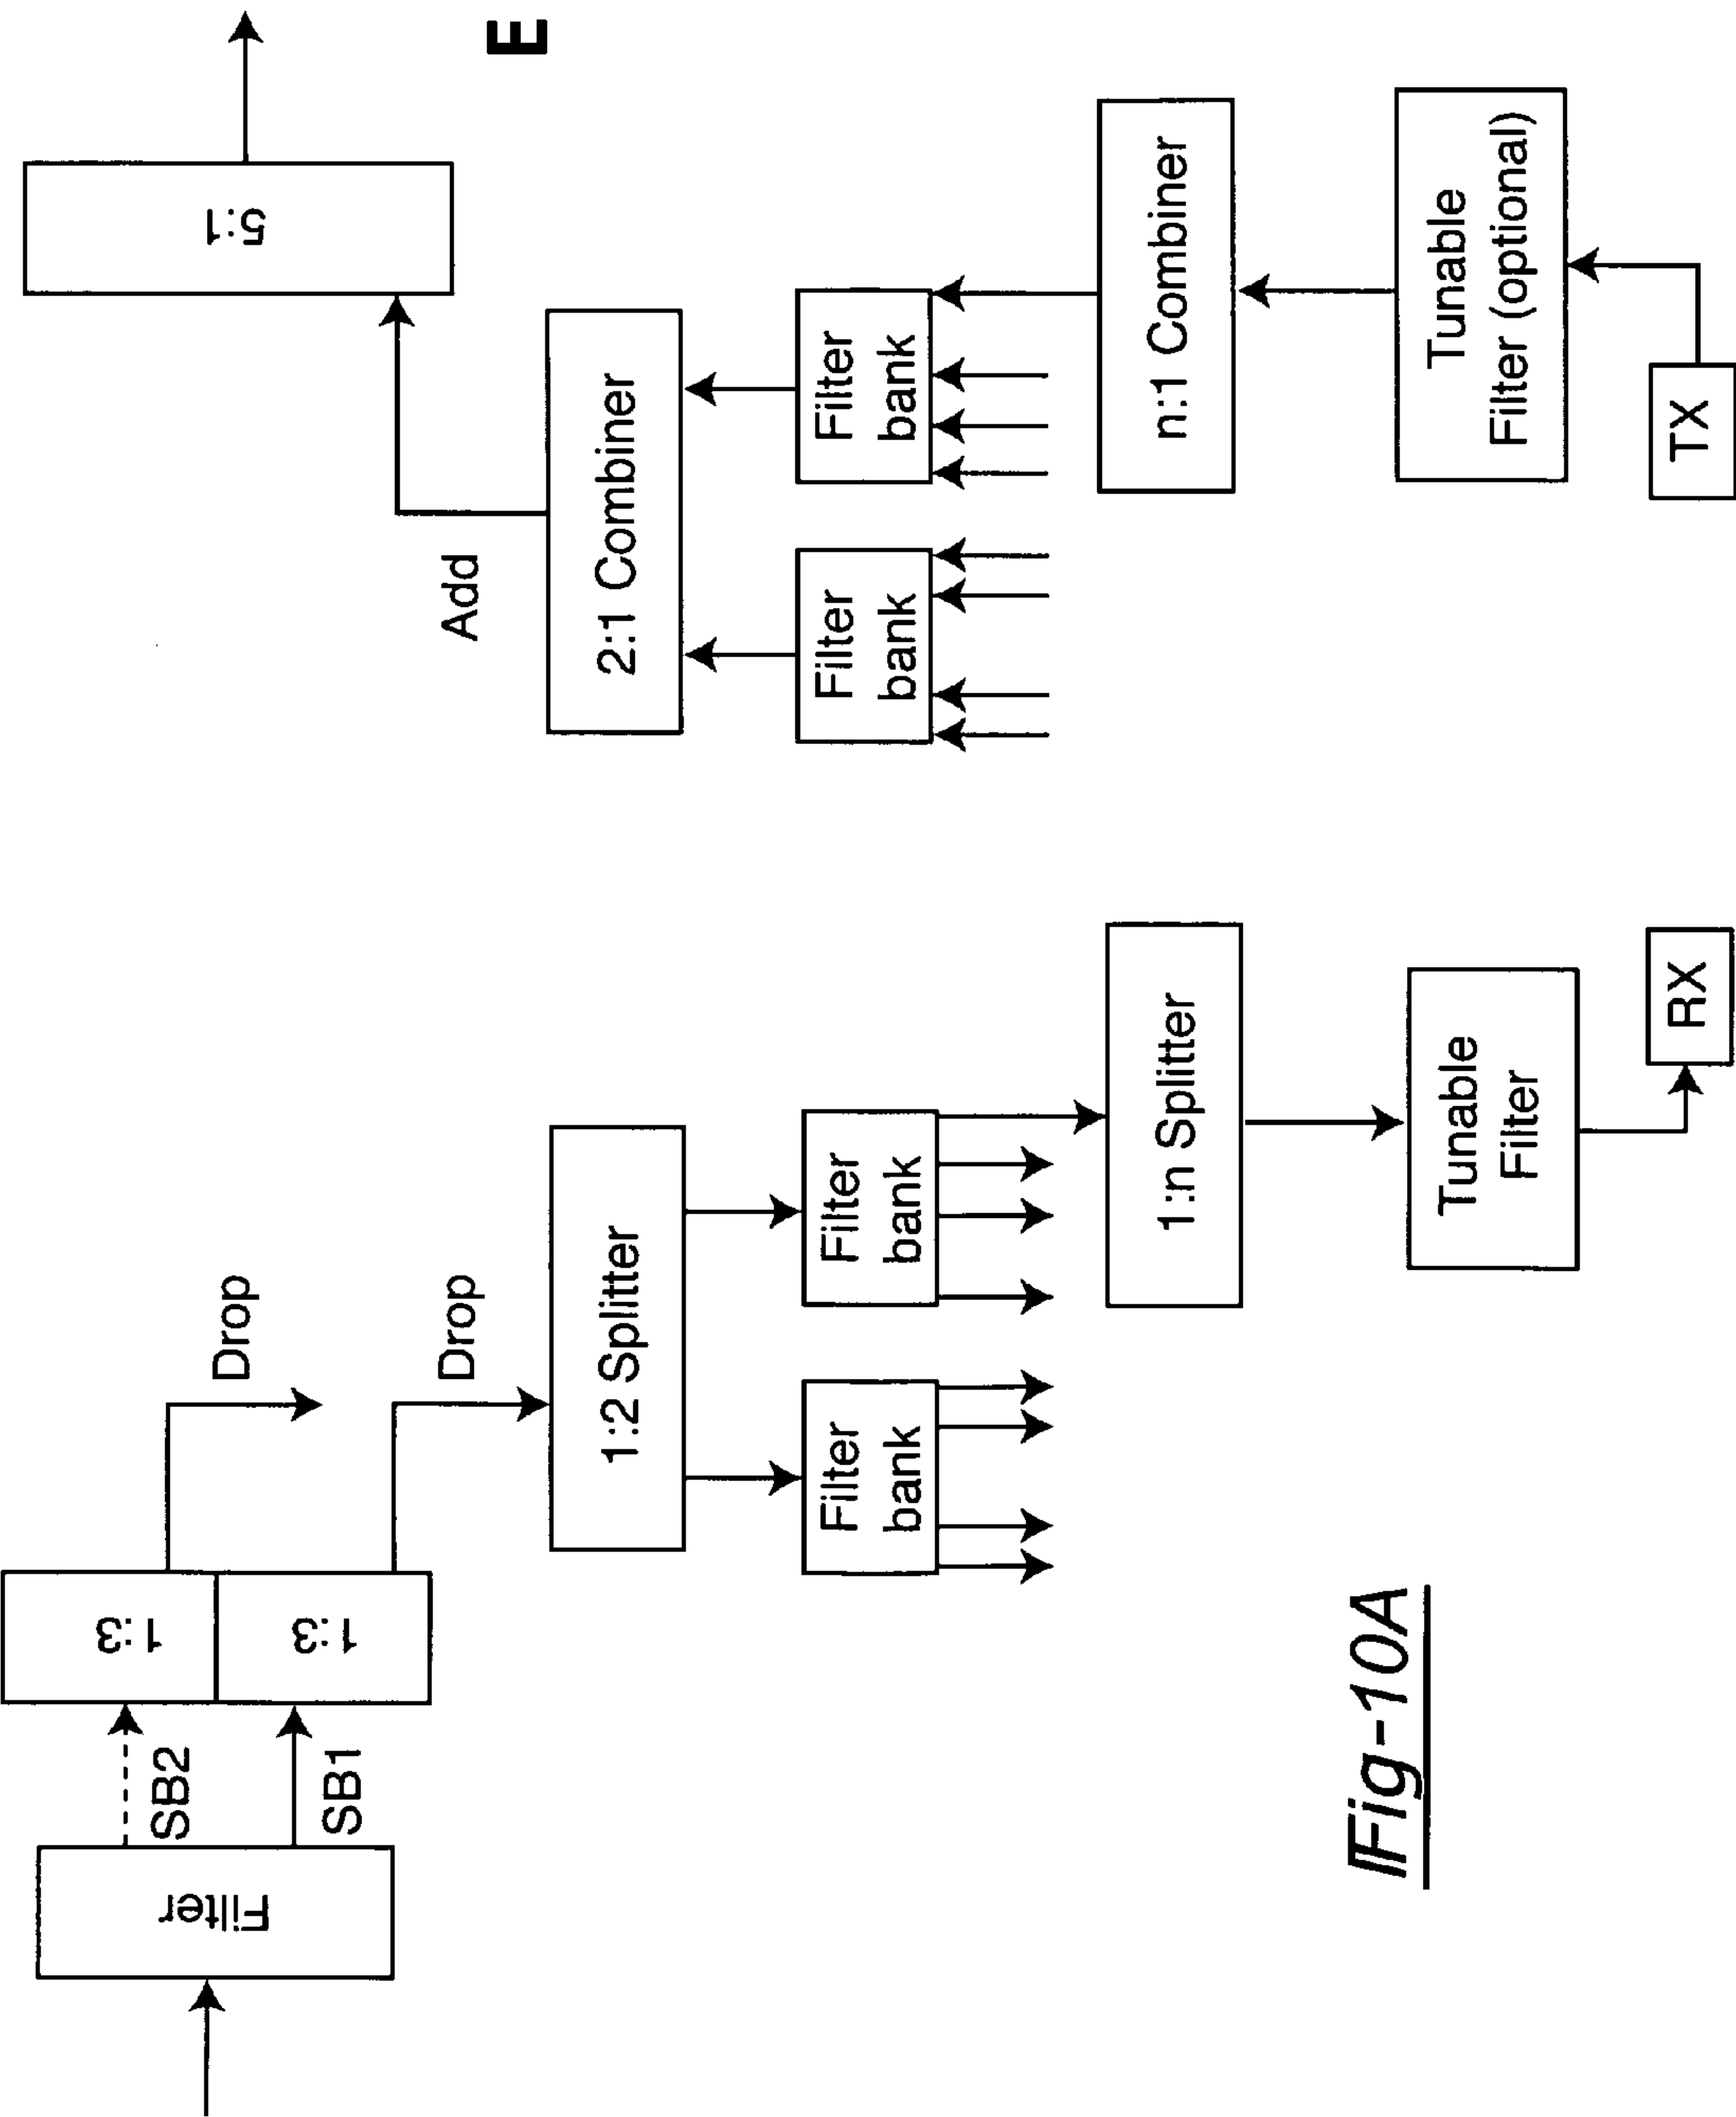 Filter
SB2
SB1
1:3
1:3
Drop
Drop
1:2 Splitter
Filter
bank
Filter
bank
1:n Splitter
Tunable
Filter
RX
5:1
E
Add
2:1 Combiner
Filter
bank
Filter
bank
n:1 Combiner
Tunable
Filter (optional)
TX
Fig-10A